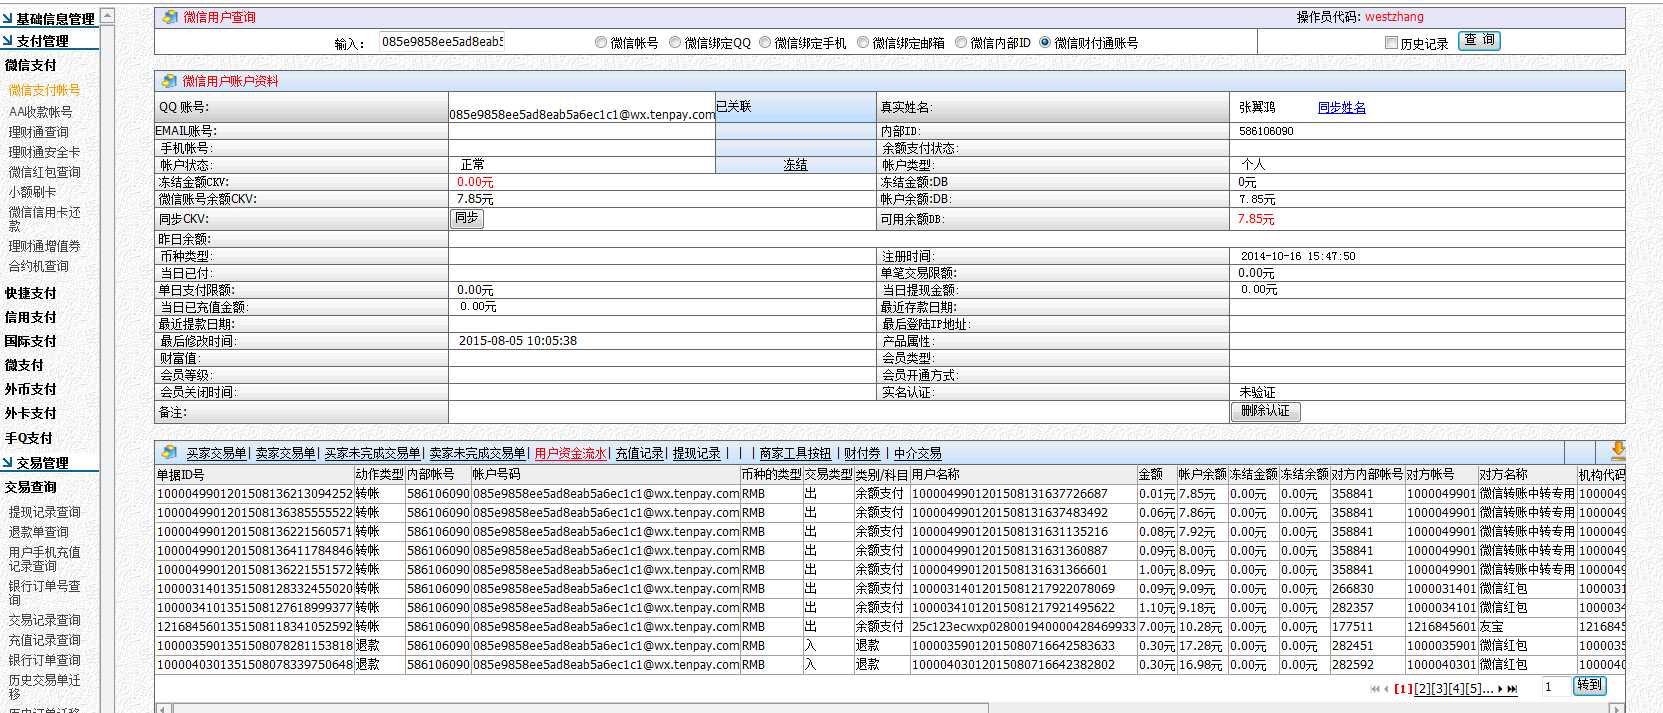 基础信息管理
支付管理
微信支付
微信支付帐号
AA收款帐号
理财通查询
理财通安全卡
微信红包查询
小额刷卡
微信信用卡还
款
理财通增值券
合约机查询
快捷支付
信用支付
国际支付
微支付
外币支付
外卡支付
手Q支付
交易管理
交易查询
提现记录查询
退款单查询
用户手机充值
记录查询
银行订单号查
询
交易记录查询
充值记录查询
银行订单查询
历史交易单迁
移
微信用户查询 操作员代码: westzhang
输入: 085e9858ee5ad8eab5 微信帐号 微信绑定QQ 微信绑定手机 微信绑定邮箱 微信内部ID 微信财付通账号 历史记录 查 询
微信用户账户资料
QQ 账号: 085e9858ee5ad8eab5a6ec1c1@wx.tenpay.com 已关联 真实姓名: 张翼鸿 同步姓名
EMAIL账号: 内部ID: 586106090
手机帐号: 余额支付状态:
帐户状态: 正常 冻结 帐户类型: 个人
冻结金额CKV: 0.00元 冻结金额:DB 0元
微信账号余额CKV: 7.85元 帐户余额:DB: 7.85元
同步CKV: 同步 可用余额DB: 7.85元
昨日余额:
币种类型: 注册时间: 2014-10-16 15:47:50
当日已付: 单笔交易限额: 0.00元
单日支付限额: 0.00元 当日提现金额: 0.00元
当日已充值金额: 0.00元 最近存款日期:
最近提款日期: 最后登陆IP地址:
最后修改时间: 2015-08-05 10:05:38 产品属性:
财富值: 会员类型:
会员等级: 会员开通方式:
会员关闭时间: 实名认证: 未验证
备注: 删除认证
买家交易单| 卖家交易单| 买家未完成交易单| 卖家未完成交易单| 用户资金流水| 充值记录| 提现记录 | | | 商家工具按钮 | 财付券 | 中介交易
单据ID号 动作类型 内部帐号 帐户号码 币种的类型 交易类型 类别/科目 用户名称 金额 帐户余额 冻结金额 冻结余额 对方内部帐号 对方帐号 对方名称 机构代码
1000049901201508136213094252 转帐 586106090 085e9858ee5ad8eab5a6ec1c1@wx.tenpay.com RMB 出 余额支付 1000049901201508131637726687 0.01元 7.85元 0.00元 0.00元 358841 1000049901 微信转账中转专用 1000049
1000049901201508136385555522 转帐 586106090 085e9858ee5ad8eab5a6ec1c1@wx.tenpay.com RMB 出 余额支付 1000049901201508131637483492 0.06元 7.86元 0.00元 0.00元 358841 1000049901 微信转账中转专用 1000049
1000049901201508136221560571 转帐 586106090 085e9858ee5ad8eab5a6ec1c1@wx.tenpay.com RMB 出 余额支付 1000049901201508131631135216 0.08元 7.92元 0.00元 0.00元 358841 1000049901 微信转账中转专用 1000049
1000049901201508136411784846 转帐 586106090 085e9858ee5ad8eab5a6ec1c1@wx.tenpay.com RMB 出 余额支付 1000049901201508131631360887 0.09元 8.00元 0.00元 0.00元 358841 1000049901 微信转账中转专用 1000049
1000049901201508136221551572 转帐 586106090 085e9858ee5ad8eab5a6ec1c1@wx.tenpay.com RMB 出 余额支付 1000049901201508131631366601 1.00元 8.09元 0.00元 0.00元 358841 1000049901 微信转账中转专用 1000049
1000031401351508128332455020 转帐 586106090 085e9858ee5ad8eab5a6ec1c1@wx.tenpay.com RMB 出 余额支付 1000031401201508121792207​8069 0.09元 9.09元 0.00元 0.00元 266830 1000031401 微信红包 1000031
1000034101351508127618999377 转帐 586106090 085e9858ee5ad8eab5a6ec1c1@wx.tenpay.com RMB 出 余额支付 1000034101201508121792149​5622 1.10元 9.18元 0.00元 0.00元 282357 1000034101 微信红包 100034
1216845601351508118341052592 转帐 586106090 085e9858ee5ad8eab5a6ec1c1@wx.tenpay.com RMB 出 余额支付 25c123ecwxp028001940000428469933 7.00元 10.28元 0.00元 0.00元 177511 1216845601 友宝 1216845
1000035901351508078281153818 退款 586106090 085e9858ee5ad8eab5a6ec1c1@wx.tenpay.com RMB 入 退款 1000035901201508071664258​3633 0.30元 17.28元 0.00元 0.00元 282451 1000035901 微信红包 1000035
1000040301351508078339750648 退款 586106090 085e9858ee5ad8eab5a6ec1c1@wx.tenpay.com RMB 入 退款 1000040301201508071664238​2802 0.30元 16.98元 0.00元 0.00元 282592 1000040301 微信红包 1000040
[1][2][3][4][5]... 1 转到